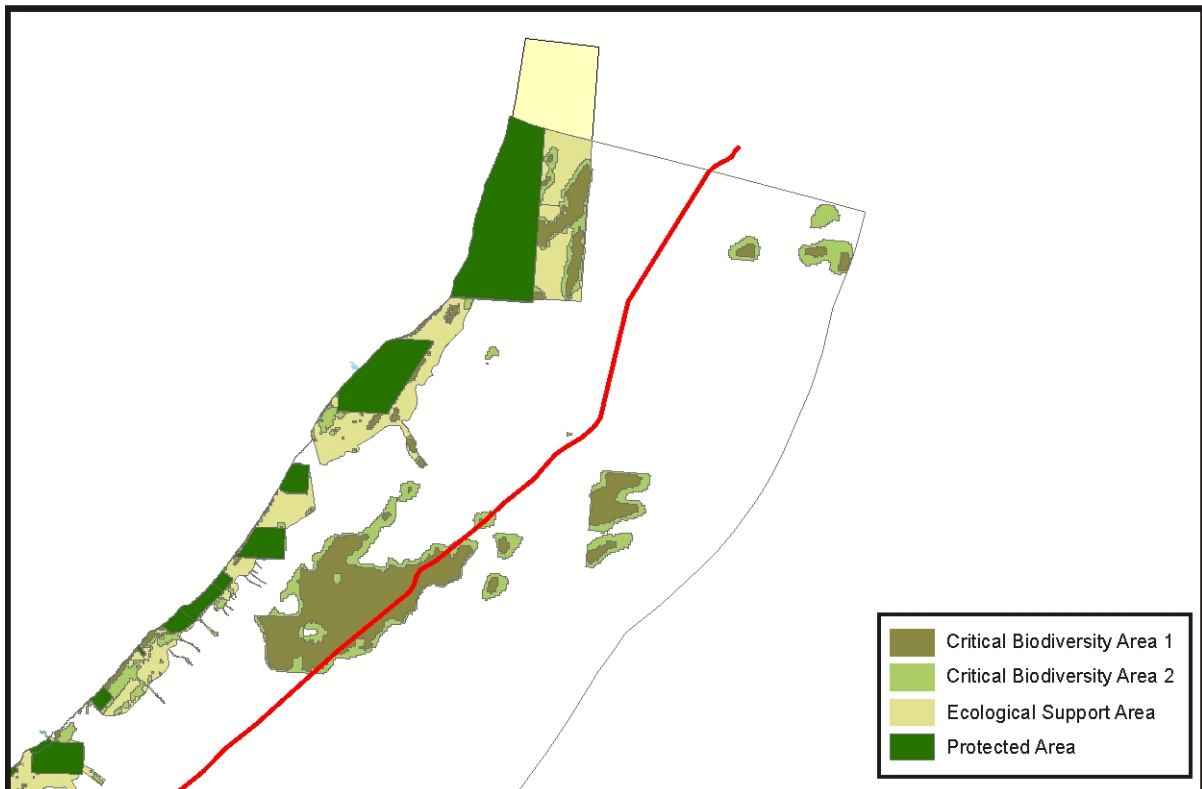 Critical Biodiversity Area 1
Critical Biodiversity Area 2
Ecological Support Area
Protected Area